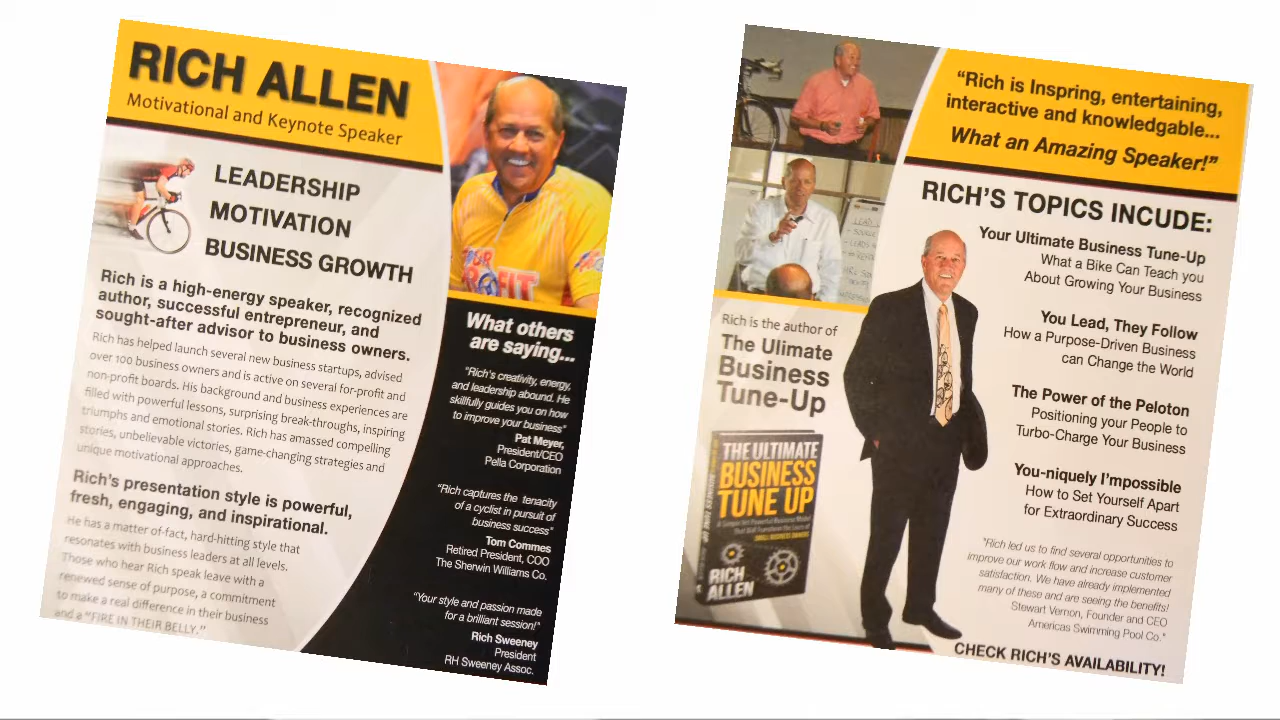 RICH ALLEN
Motivational and Keynote Speaker
LEADERSHIP
MOTIVATION
BUSINESS GROWTH
Rich is a high-energy speaker, recognized
author, successful entrepreneur, and
sought-after advisor to business owners.
Rich has helped launch several new business startups, advised
over 100 business owners and is active on several for-profit and
non-profit boards. His background and business experiences are
filled with powerful lessons, surprising break-throughs, inspiring
triumphs and emotional stories. Rich has amassed compelling
stories, unbelievable victories, game-changing strategies and
unique motivational approaches.
Rich's presentation style is powerful,
fresh, engaging, and inspirational.
He has a matter-of-fact, hard-hitting style that
resonates with business leaders at all levels.
Those who hear Rich speak leave with a
renewed sense of purpose, a commitment
to make a real difference in their business
and a "FIRE IN THEIR BELLY."
What others
are saying...
"Rich's creativity, energy,
and leadership abound. He
skillfully guides you on how
to improve your business"
Pat Meyer,
President/CEO
Pella Corporation
"Rich captures the tenacity
of a cyclist in pursuit of
business success"
Tom Commes
Retired President, COO
The Sherwin Williams Co.
"Your style and passion made
for a brilliant session!"
Rich Sweeney
President
RH Sweeney Assoc.
"Rich is Inspring, entertaining,
interactive and knowledgable...
What an Amazing Speaker!"
RICH'S TOPICS INCUDE:
Your Ultimate Business Tune-Up
What a Bike Can Teach you
About Growing Your Business
You Lead, They Follow
How a Purpose-Driven Business
can Change the World
The Power of the Peloton
Positioning your People to
Turbo-Charge Your Business
You-niquely I'mpossible
How to Set Yourself Apart
for Extraordinary Success
"Rich led us to find several opportunities to
improve our work flow and increase customer
satisfaction. We have already implemented
many of these and are seeing the benefits!
Stewart Vernon, Founder and CEO
Americas Swimming Pool Co."
CHECK RICH'S AVAILABILITY!
Rich is the author of
The Ulimate
Business
Tune-Up
THE ULTIMATE
BUSINESS
TUNE UP
SMALL BUSINESS OWNERS
RICH
ALLEN